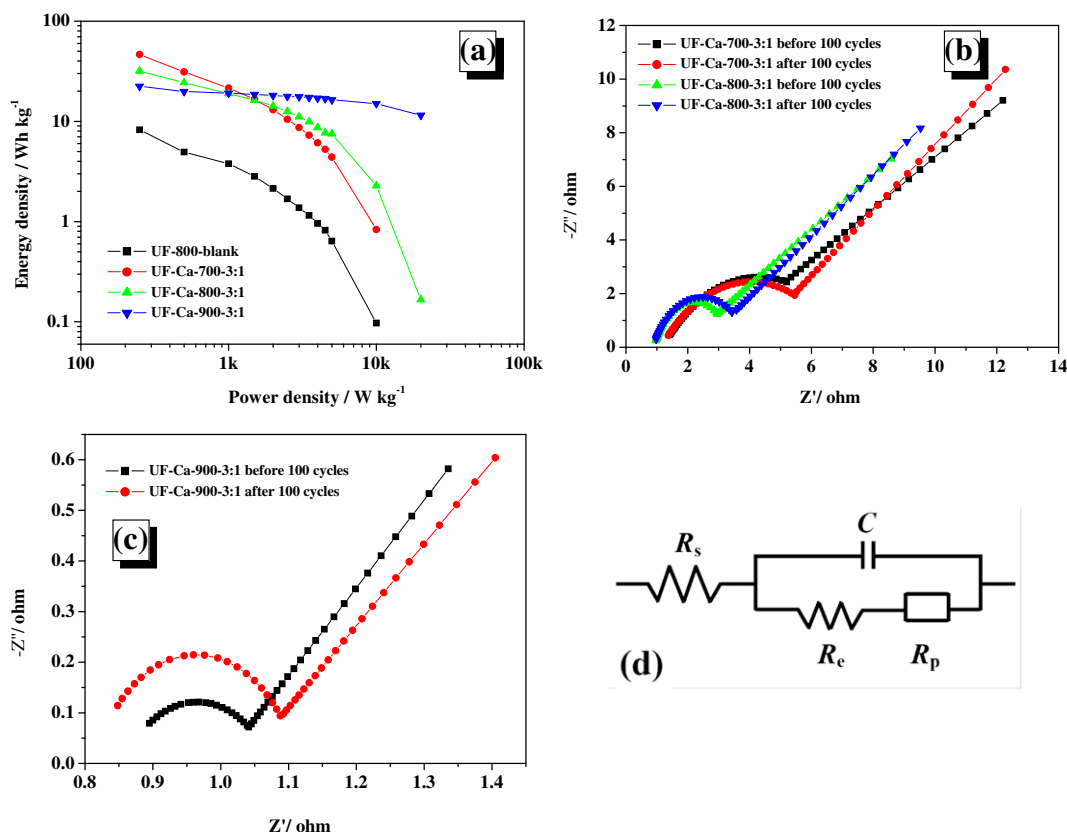 100
10
1
0.1
100
1k
10k
100k
Energy density / Wh kg-1
Power density / W kg-1
(a)
UF-800-blank
UF-Ca-700-3:1
UF-Ca-800-3:1
UF-Ca-900-3:1
12
10
8
6
4
2
0
0
2
4
6
8
10
12
14
-Z''/ ohm
Z'/ ohm
(b)
UF-Ca-700-3:1 before 100 cycles
UF-Ca-700-3:1 after 100 cycles
UF-Ca-800-3:1 before 100 cycles
UF-Ca-800-3:1 after 100 cycles
0.6
0.5
0.4
0.3
0.2
0.1
0.0
0.8
0.9
1.0
1.1
1.2
1.3
1.4
-Z''/ ohm
Z'/ ohm
(c)
UF-Ca-900-3:1 before 100 cycles
UF-Ca-900-3:1 after 100 cycles
Rs
C
Re
Rp
(d)